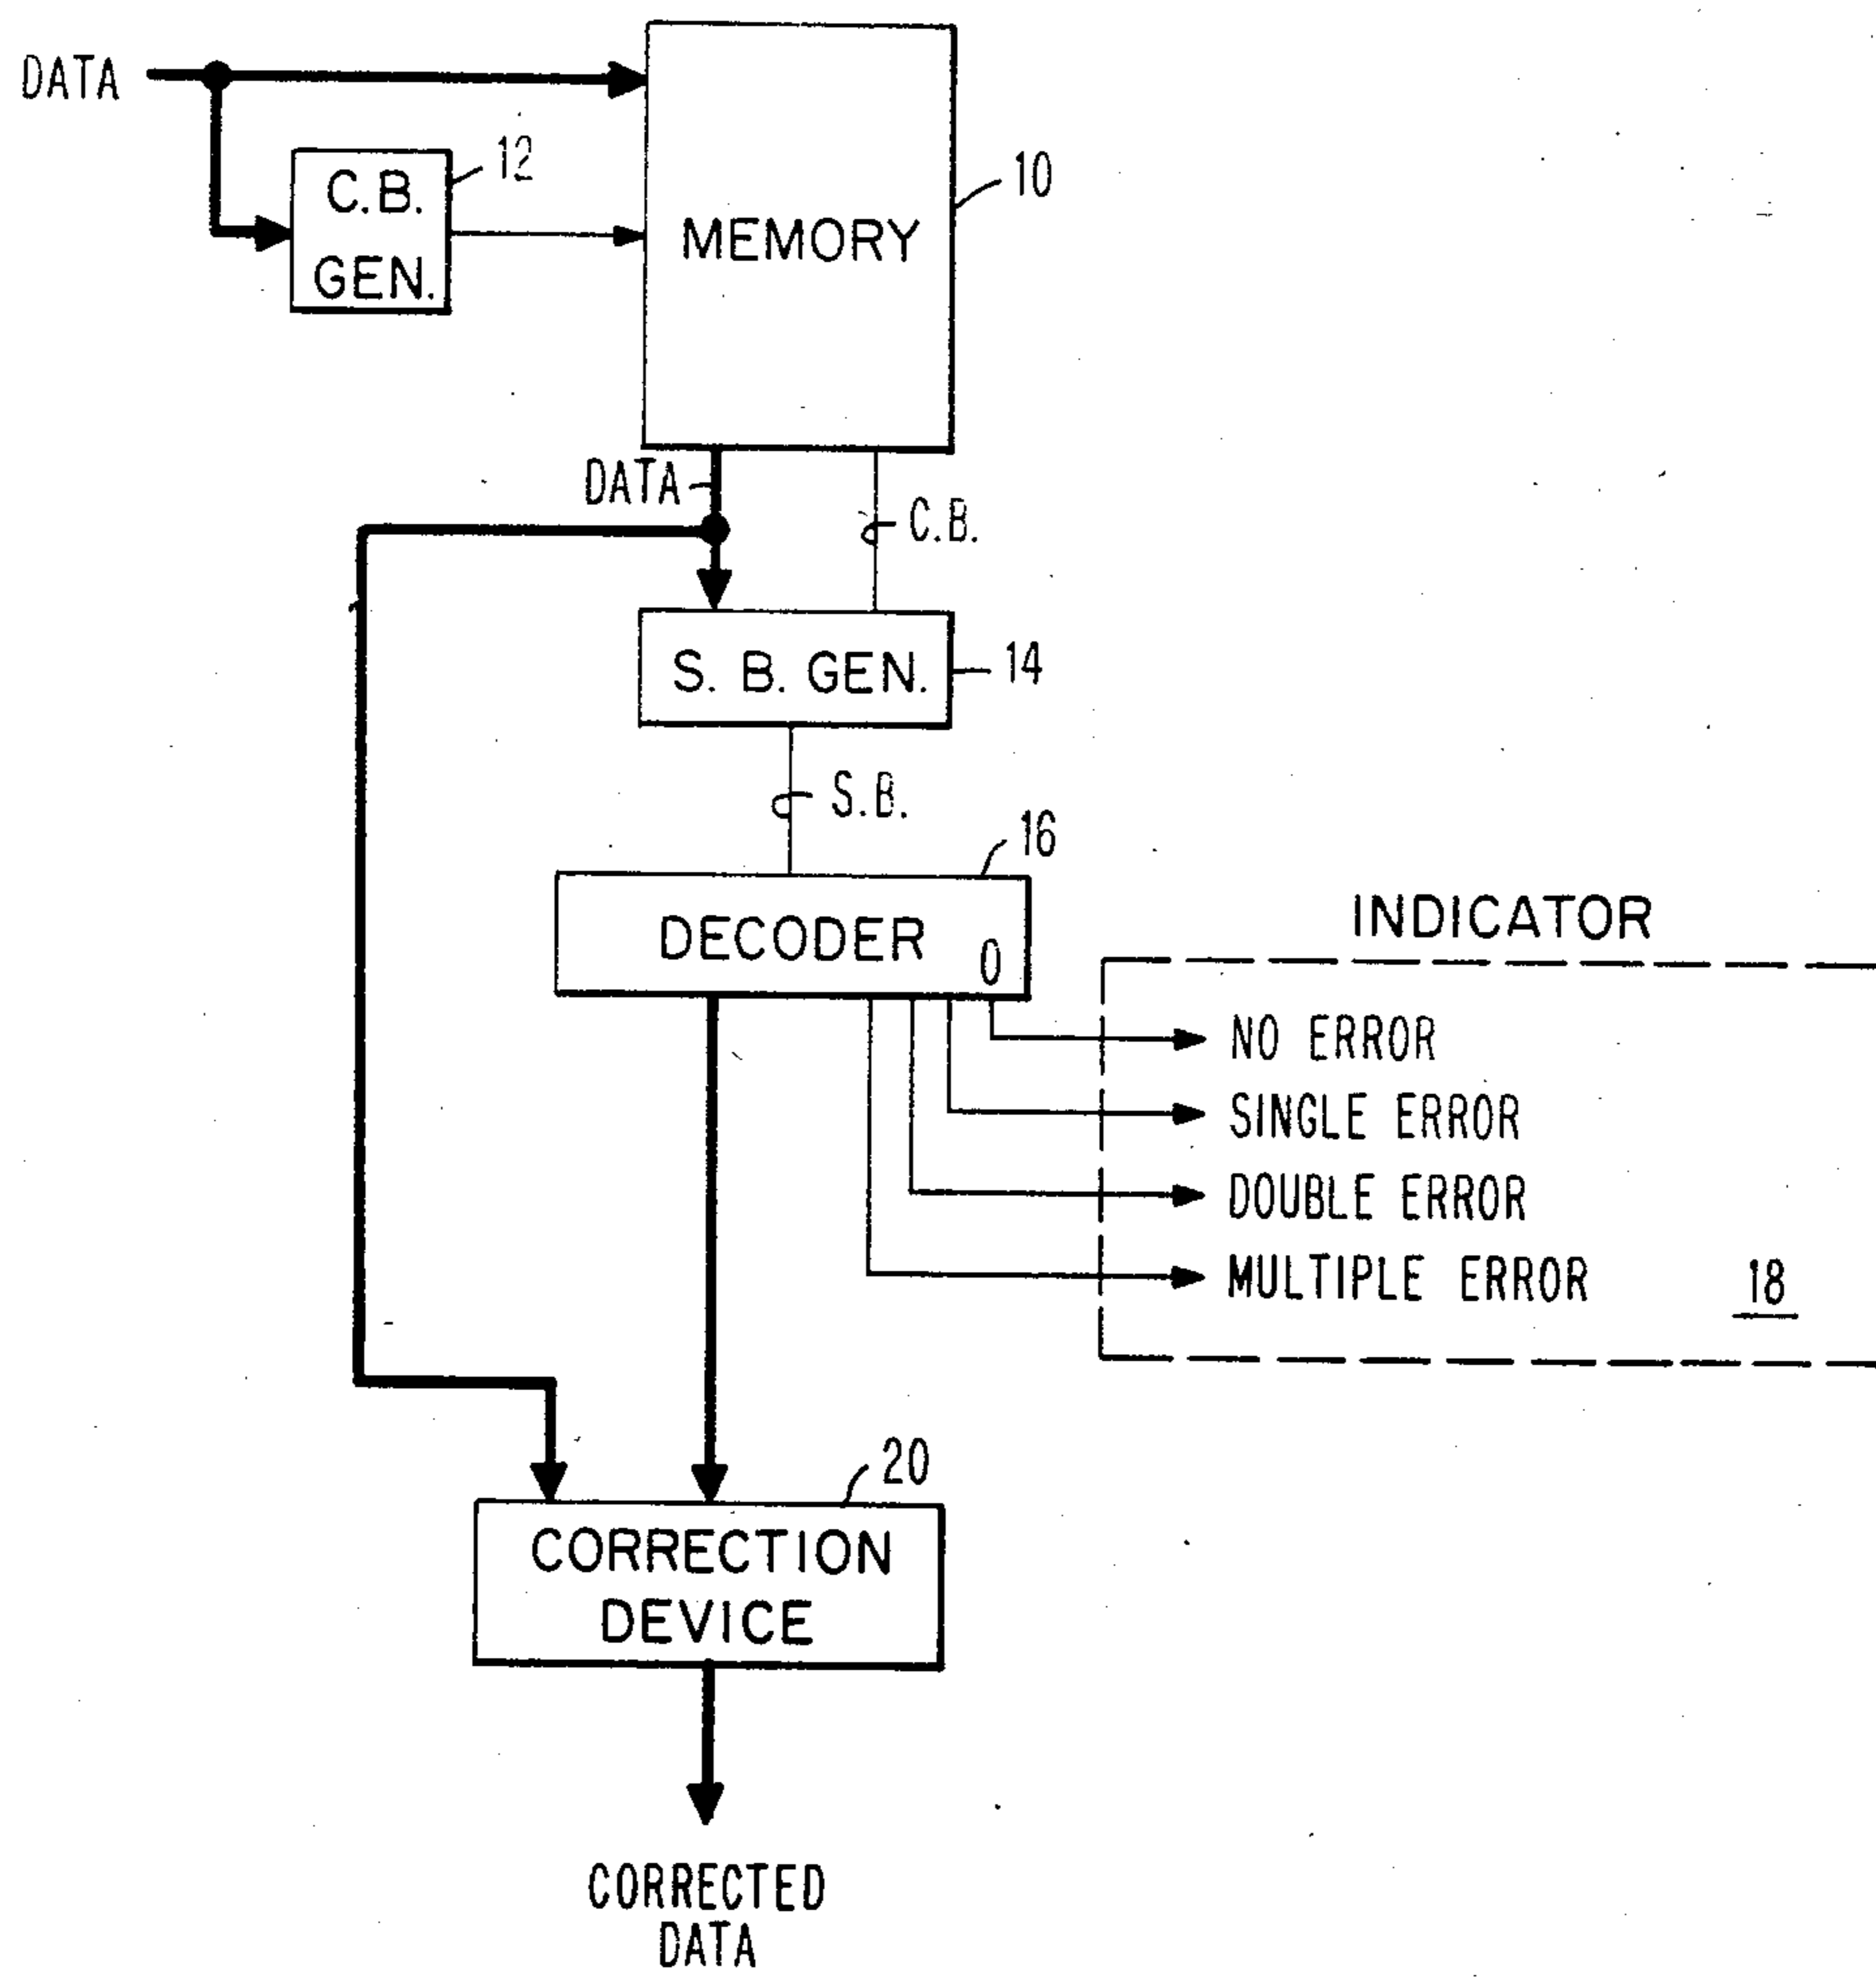 DATA
12
C.B.
GEN.
10
MEMORY
DATA
C.B.
S. B. GEN.
14
S.B.
16
DECODER
0
INDICATOR
NO ERROR
SINGLE ERROR
DOUBLE ERROR
MULTIPLE ERROR
18
20
CORRECTION
DEVICE
CORRECTED
DATA